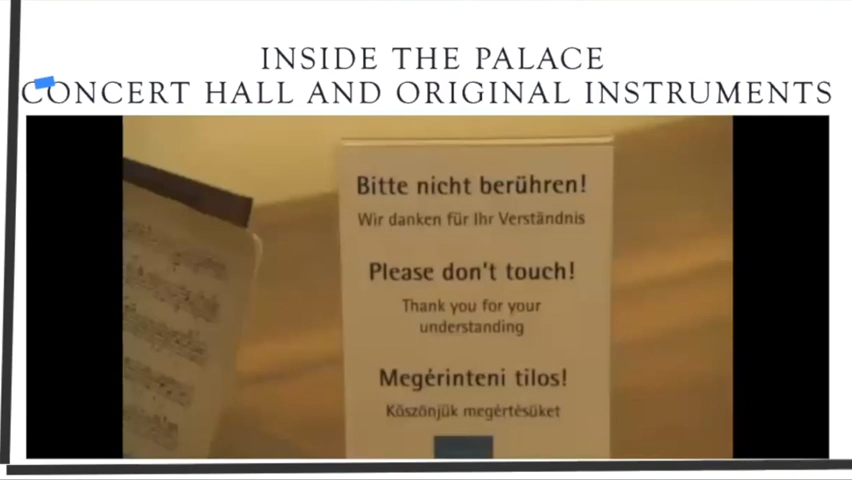 INSIDE THE PALACE
CONCERT HALL AND ORIGINAL INSTRUMENTS
Bitte nicht berühren!
Wir danken für Ihr Verständnis
Please don't touch!
Thank you for your
understanding
Megérinteni tilos!
Köszönjük megértésüket